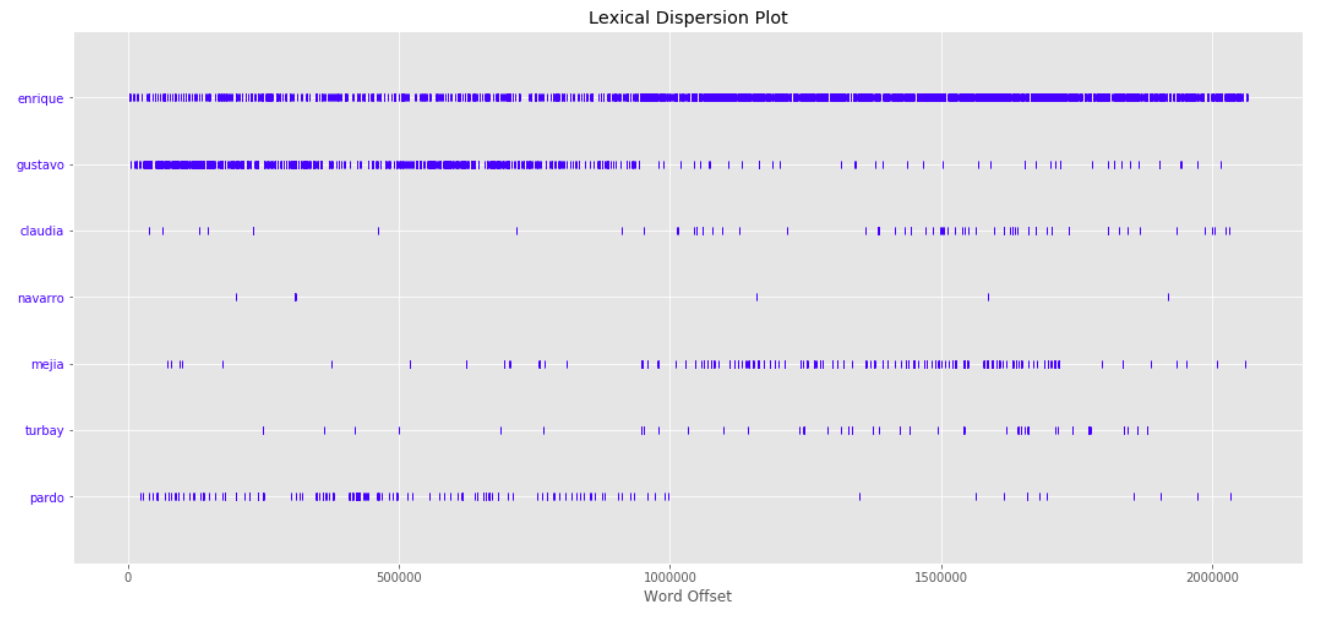 Lexical Dispersion Plot
enrique
gustavo
claudia
navarro
mejia
turbay
pardo
0 500000 1000000 1500000 2000000
Word Offset